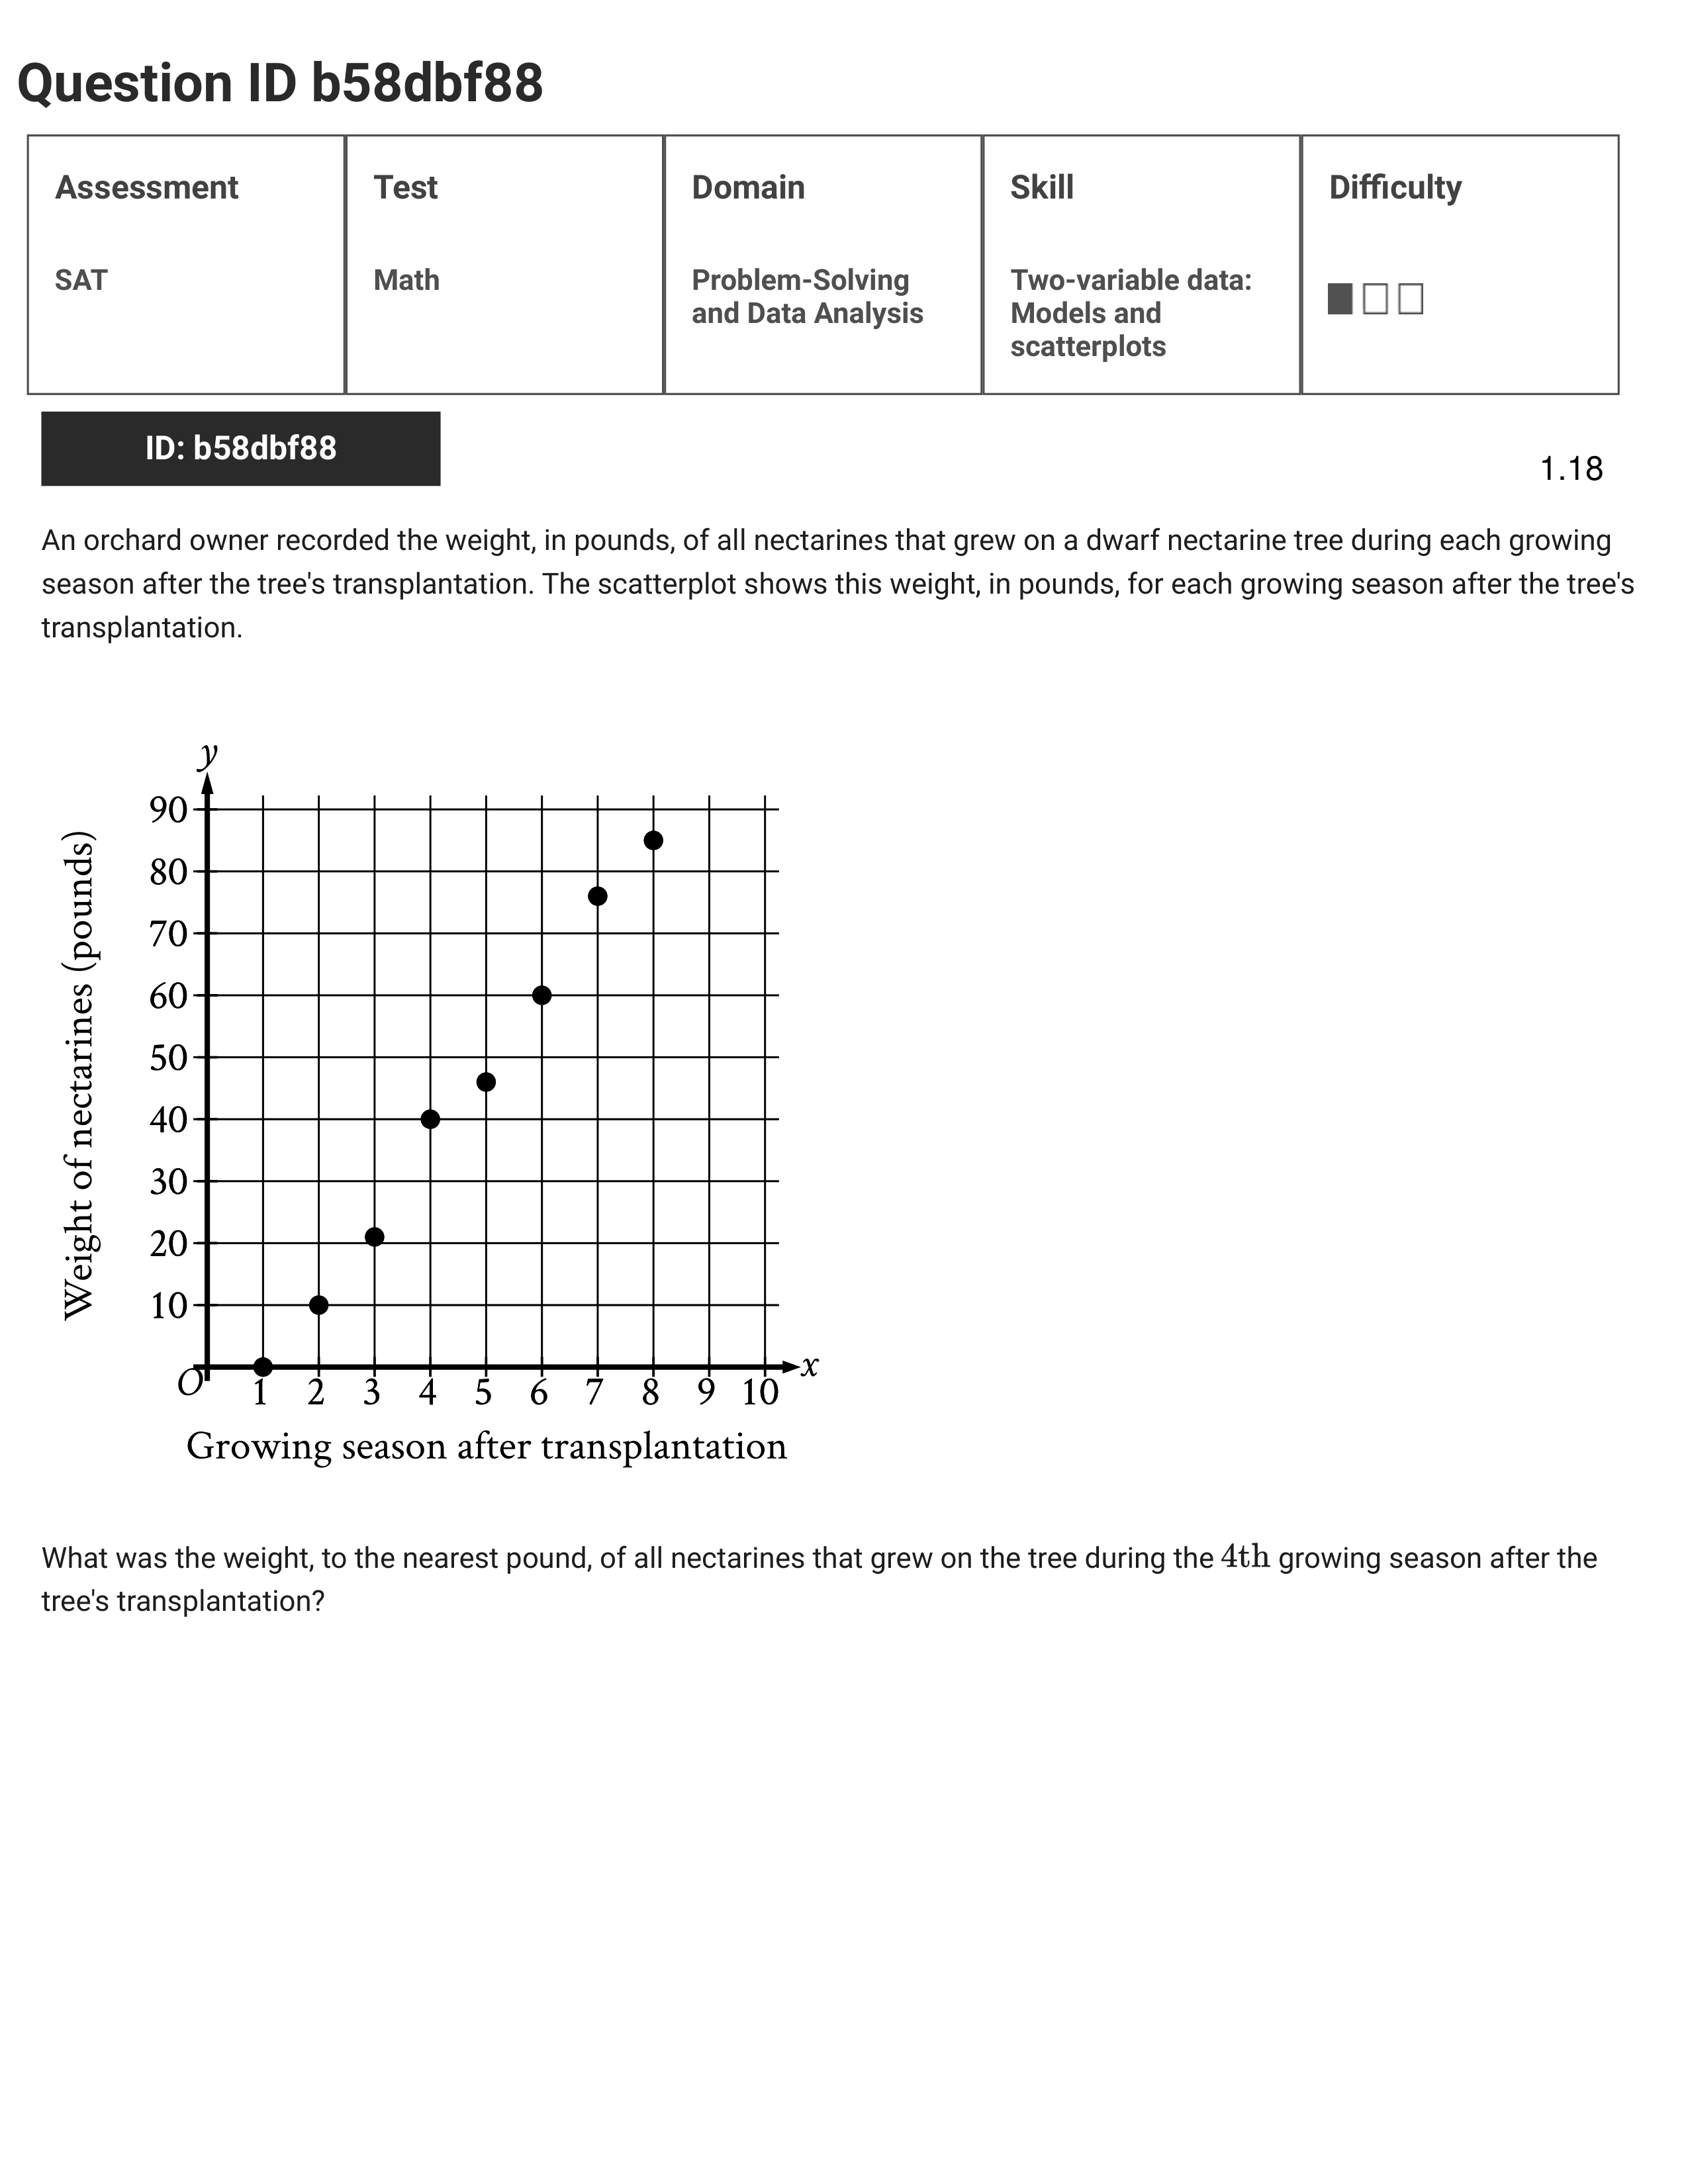 Question ID b58dbf88
Assessment Test Domain Skill Difficulty
SAT Math Problem-Solving Two-variable data:
and Data Analysis Models and
scatterplots
ID: b58dbf88
1.18
An orchard owner recorded the weight, in pounds, of all nectarines that grew on a dwarf nectarine tree during each growing
season after the tree's transplantation. The scatterplot shows this weight, in pounds, for each growing season after the tree's
transplantation.
y
90
80
70
60
50
40
30
20
10
Weight of nectarines (pounds)
O 1 2 3 4 5 6 7 8 9 10 x
Growing season after transplantation
What was the weight, to the nearest pound, of all nectarines that grew on the tree during the 4th growing season after the
tree's transplantation?